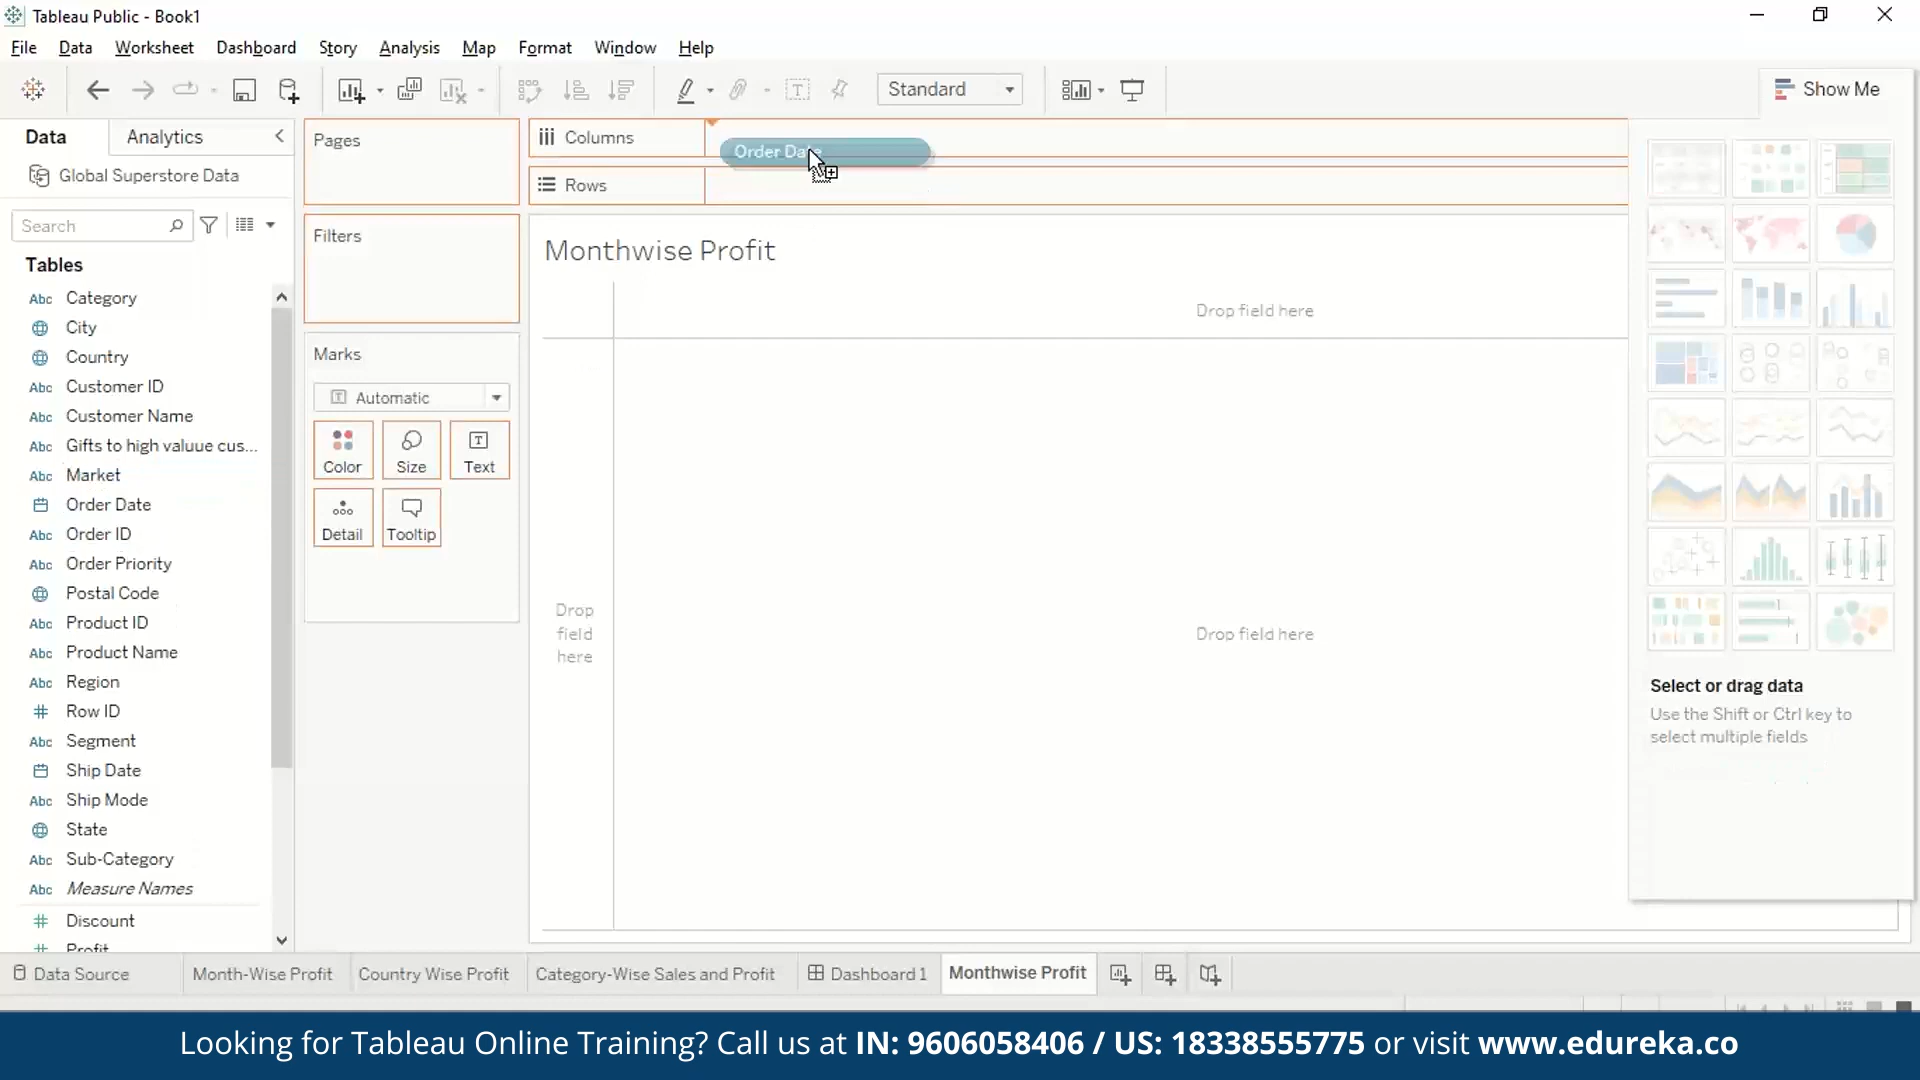 Tableau Public - Book1
File Data Worksheet Dashboard Story Analysis Map Format Window Help
Standard
Show Me
Data Analytics
Global Superstore Data
Search
Tables
Abc Category
City
Country
Abc Customer ID
Abc Customer Name
Abc Gifts to high valuue cus...
Abc Market
Order Date
Abc Order ID
Abc Order Priority
Postal Code
Abc Product ID
Abc Product Name
Abc Region
# Row ID
Abc Segment
Ship Date
Abc Ship Mode
State
Abc Sub-Category
Abc Measure Names
# Discount
# Profit
Pages
Filters
Marks
Automatic
Color Size Text
Detail Tooltip
Columns
Order Date
Rows
Monthwise Profit
Drop field here
Drop
field
here
Drop field here
Select or drag data
Use the Shift or Ctrl key to
select multiple fields
Data Source Month-Wise Profit Country Wise Profit Category-Wise Sales and Profit Dashboard 1 Monthwise Profit
Looking for Tableau Online Training? Call us at IN: 9606058406 / US: 18338555775 or visit www.edureka.co